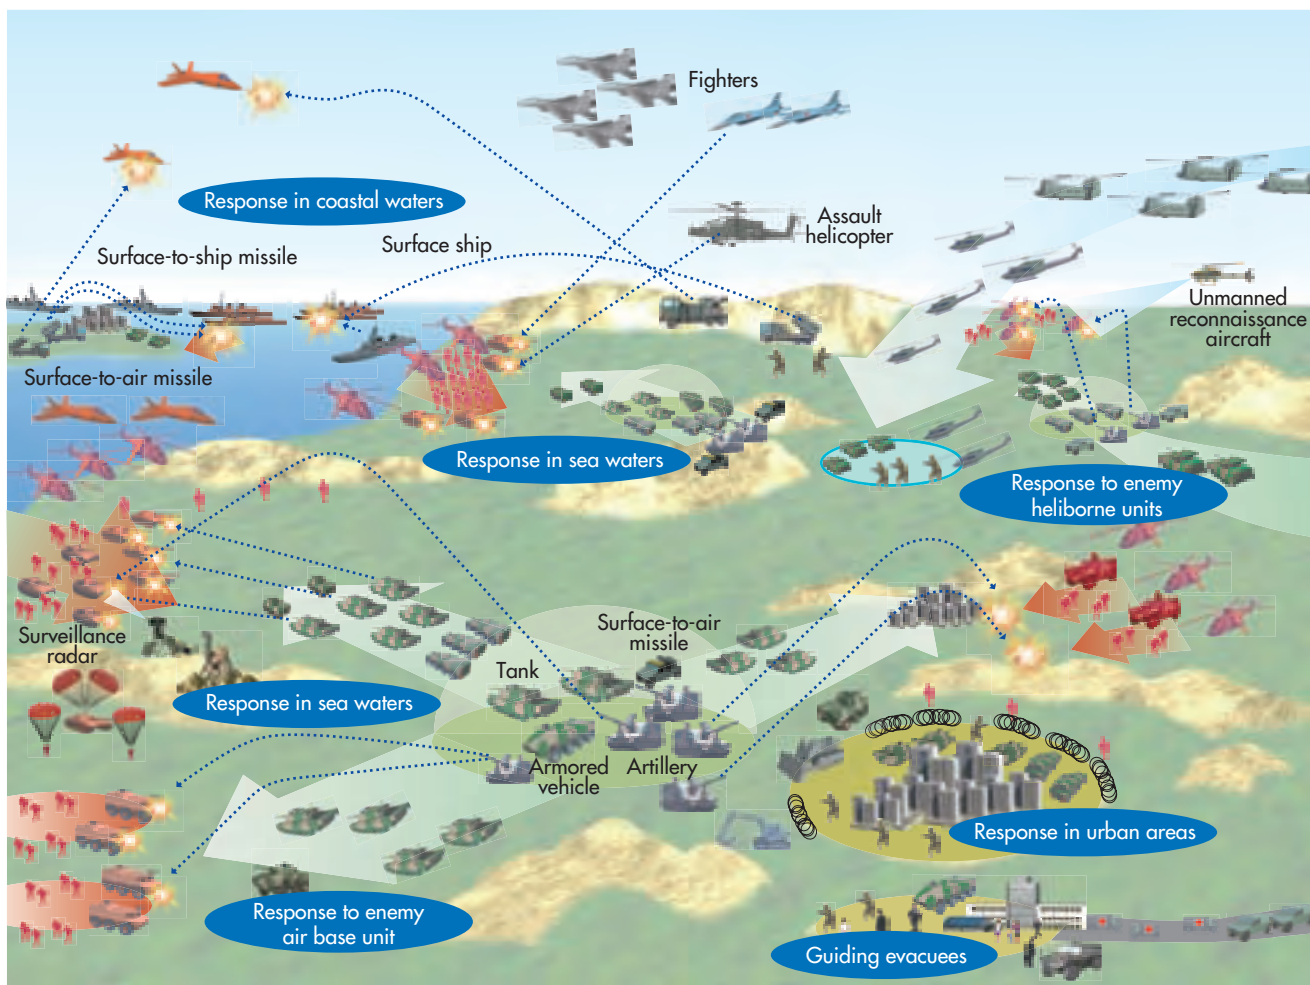 Fighters
Response in coastal waters
Assault
helicopter
Surface ship
Surface-to-ship missile
Unmanned
reconnaissance
aircraft
Surface-to-air missile
Response in sea waters
Response to enemy
heliborne units
Surveillance
radar
Surface-to-air
missile
Tank
Response in sea waters
Armored
vehicle
Artillery
Response in urban areas
Response to enemy
air base unit
Guiding evacuees